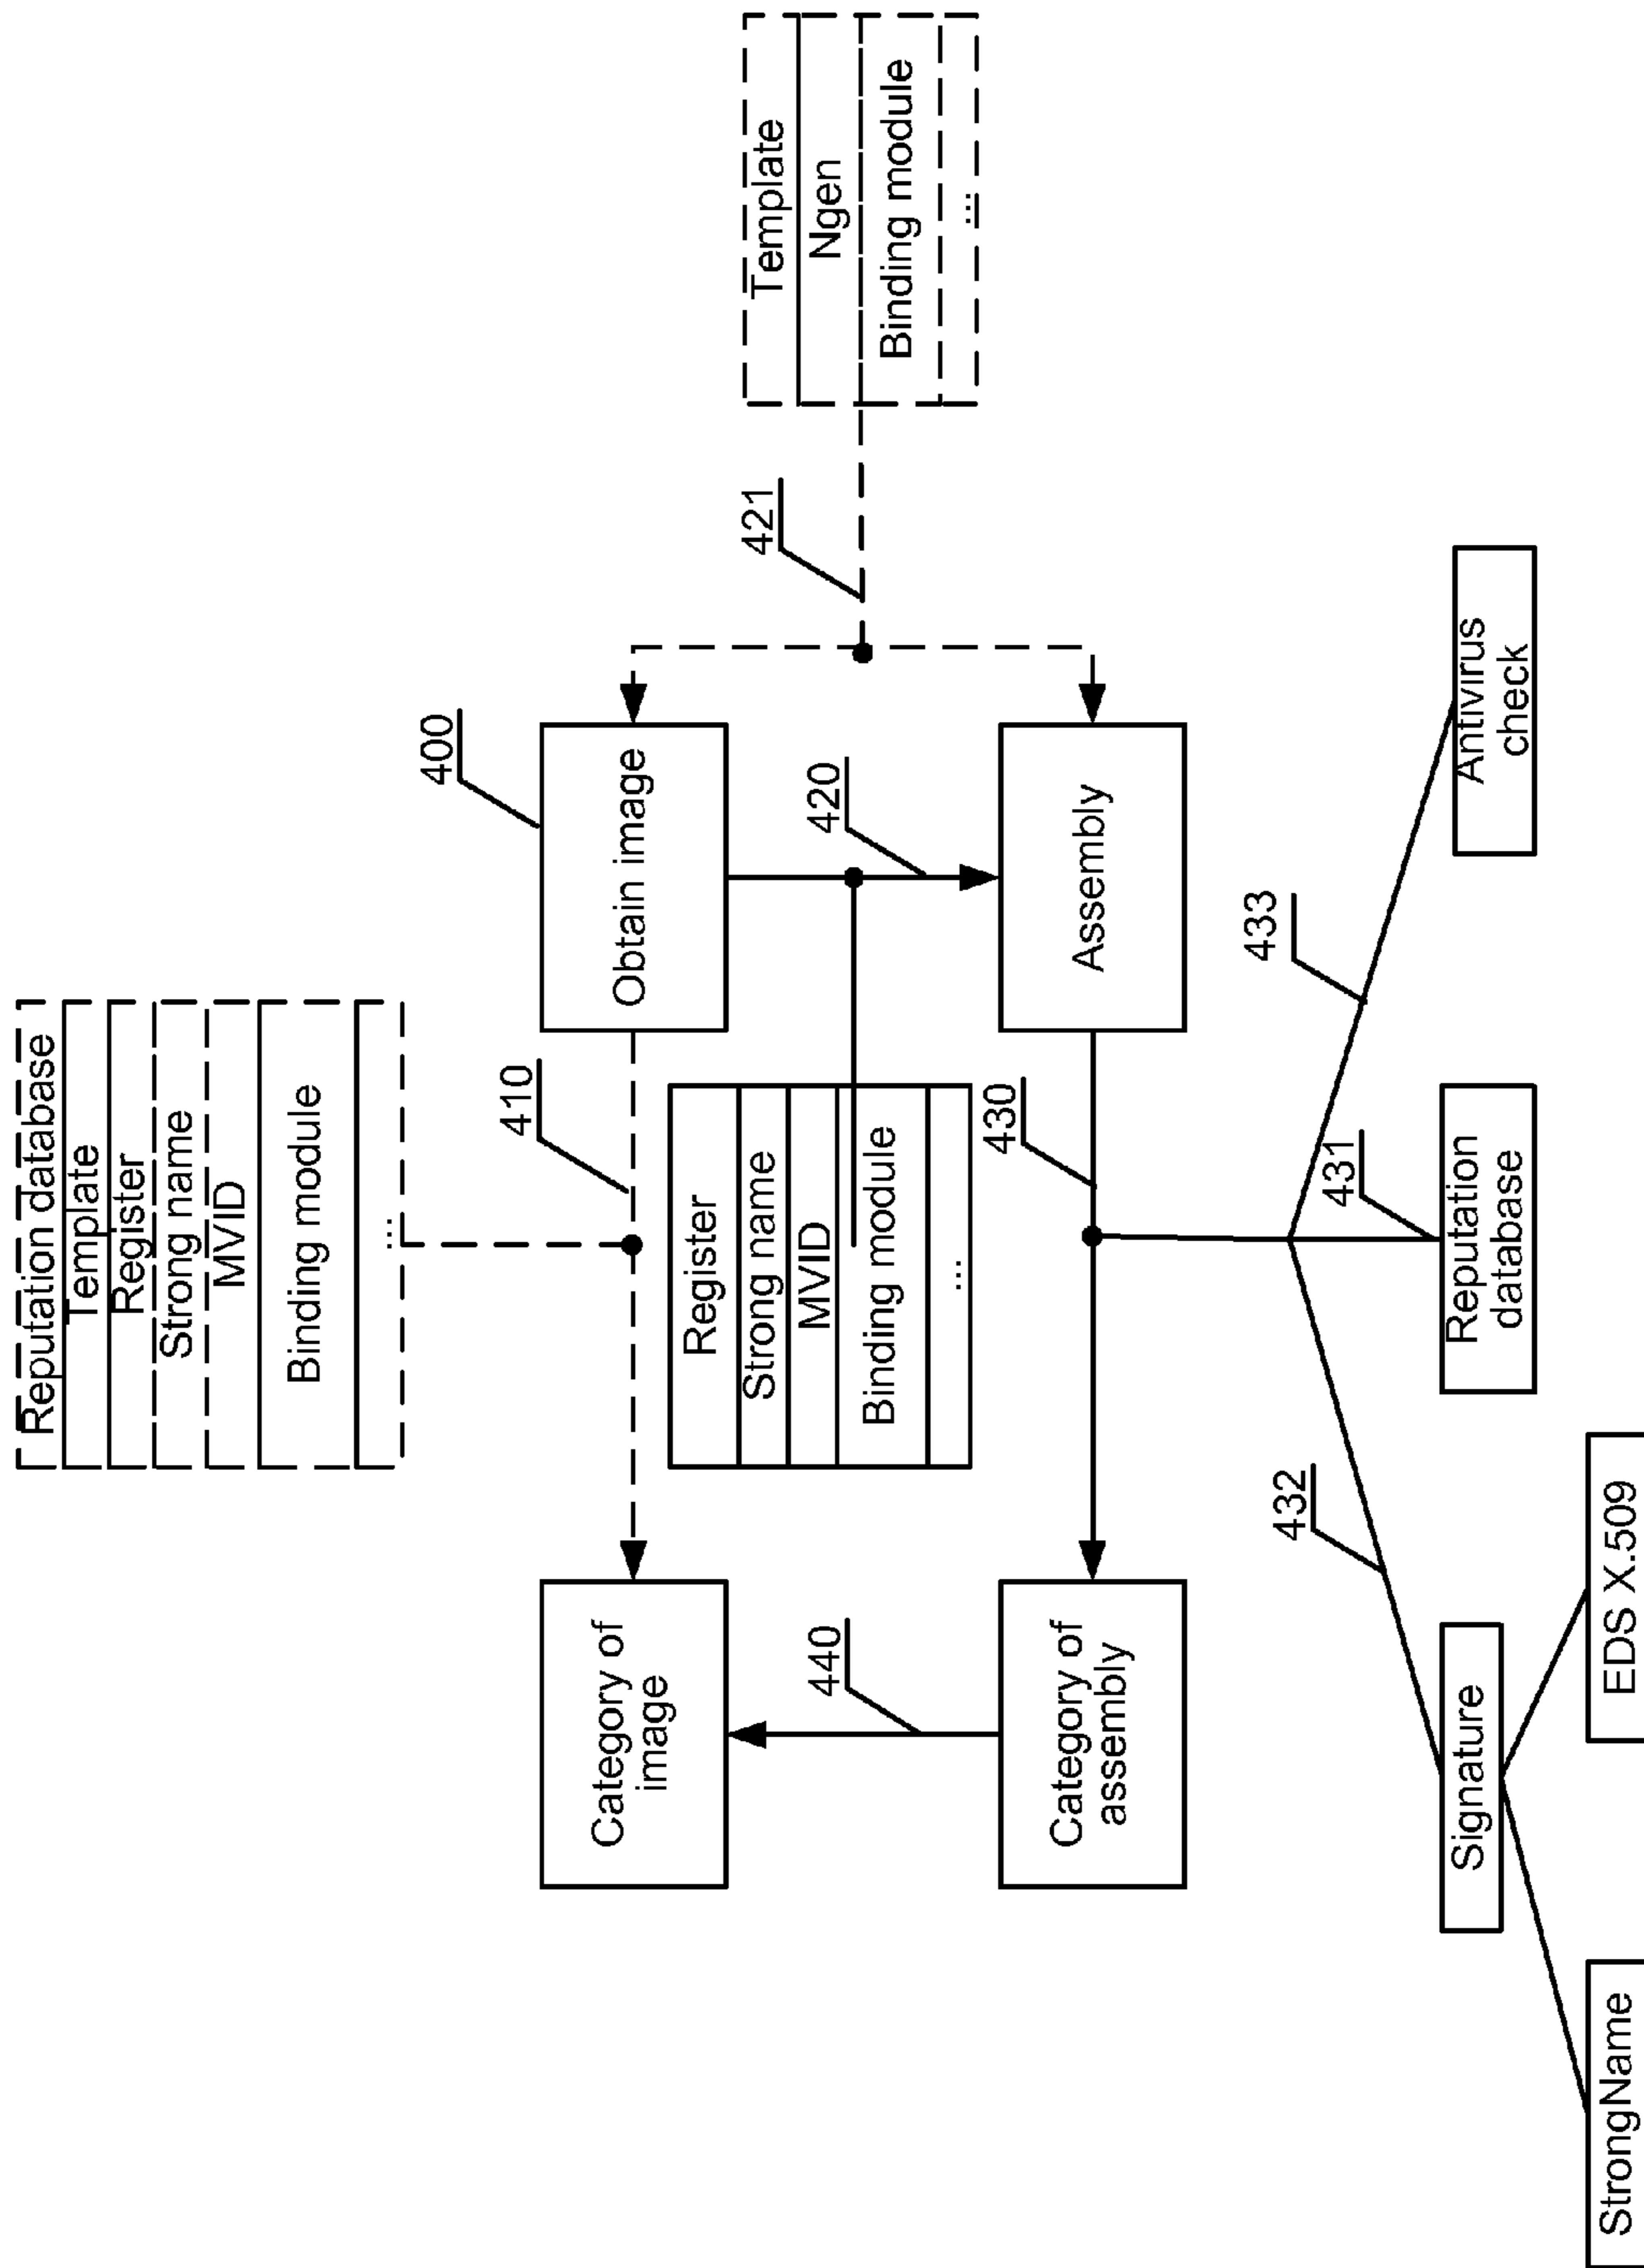 Reputation database
Template
Register
Strong name
MVID
Binding module
...
410
400
Obtain image
421
Template
Ngen
Binding module
...
Category of
image
Register
Strong name
MVID
Binding module
...
420
440
430
Category of
assembly
Assembly
432
431
433
Signature
Reputation
database
Antivirus
check
StrongName
EDS X.509